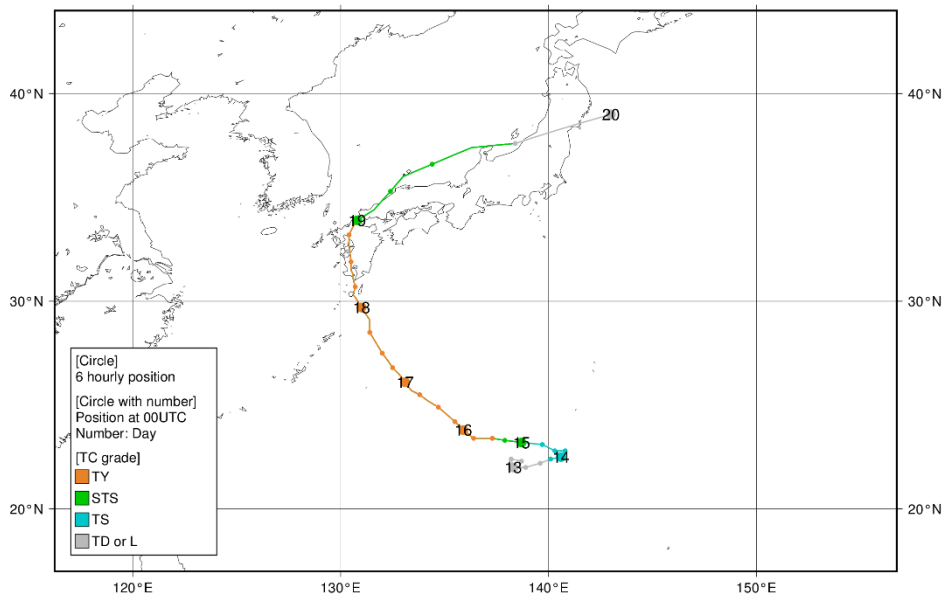 40°N
40°N
20
19
30°N
30°N
18
17
16
15
14
13
20°N
20°N
[Circle]
6 hourly position
[Circle with number]
Position at 00UTC
Number: Day
[TC grade]
TY
STS
TS
TD or L
120°E
130°E
140°E
150°E